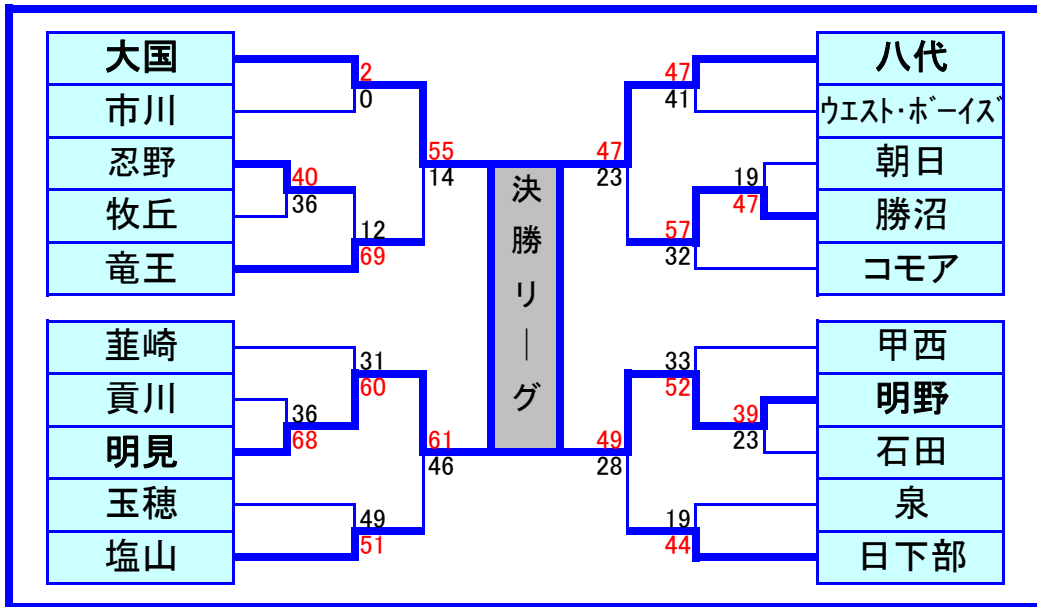 大国
市川
忍野
牧丘
竜王
韮崎
貢川
明見
玉穂
塩山
2
0
40
36
12
69
55
14
31
60
36
68
61
46
49
51
決勝リーグ
47
23
47
41
19
47
57
32
33
52
39
23
49
28
19
44
八代
ウエスト・ボーイズ
朝日
勝沼
コモア
甲西
明野
石田
泉
日下部